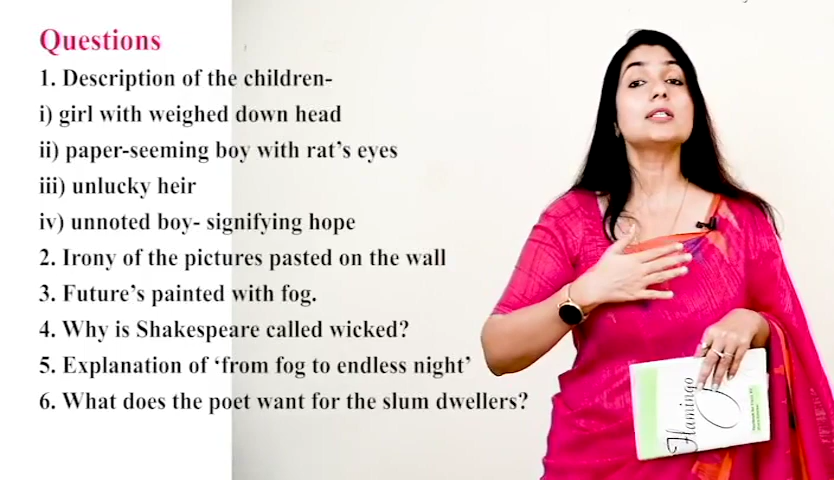 Questions
1. Description of the children-
i) girl with weighed down head
ii) paper-seeming boy with rat's eyes
iii) unlucky heir
iv) unnoted boy- signifying hope
2. Irony of the pictures pasted on the wall
3. Future's painted with fog.
4. Why is Shakespeare called wicked?
5. Explanation of ‘from fog to endless night’
6. What does the poet want for the slum dwellers?
Flamingo